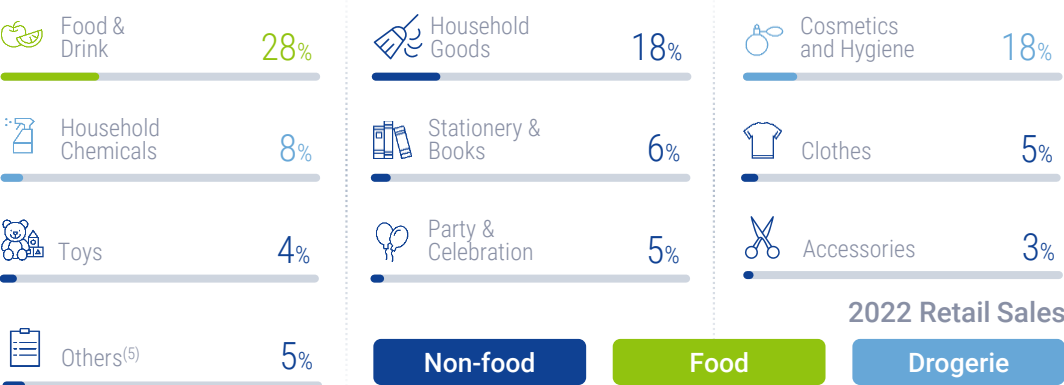 Food &
Drink
28%
Household
Goods
18%
Cosmetics
and Hygiene
18%
Household
Chemicals
8%
Stationery &
Books
6%
Clothes
5%
Toys
4%
Party &
Celebration
5%
Accessories
3%
2022 Retail Sales
Others(5)
5%
Non-food
Food
Drogerie